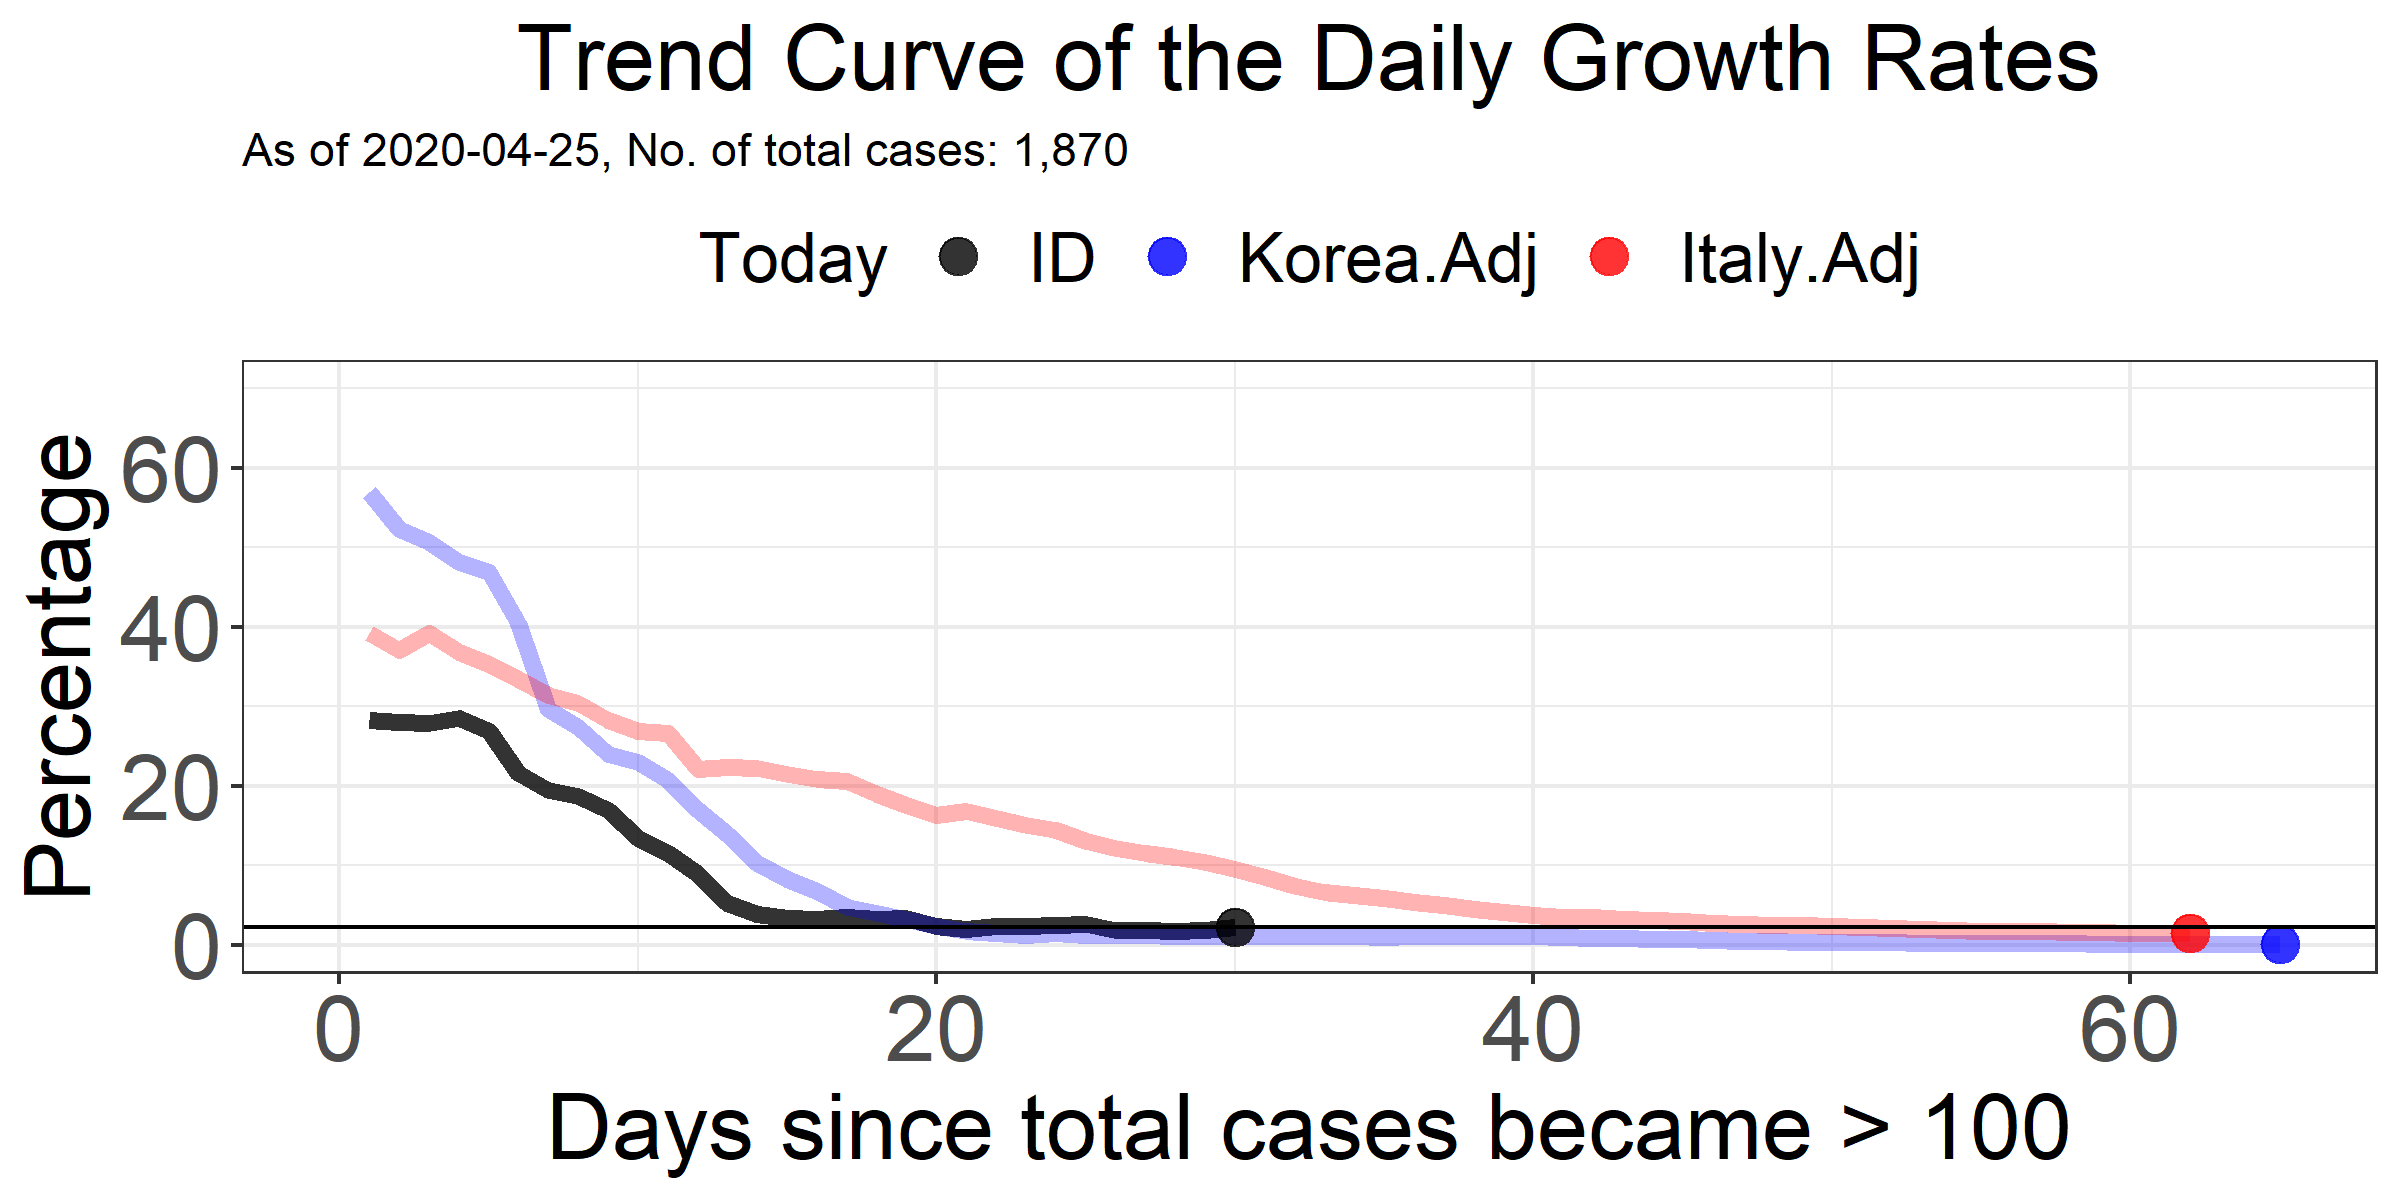 Trend Curve of the Daily Growth Rates
As of 2020-04-25, No. of total cases: 1,870
Today ID Korea.Adj Italy.Adj
Percentage
60
40
20
0
0 20 40 60
Days since total cases became > 100